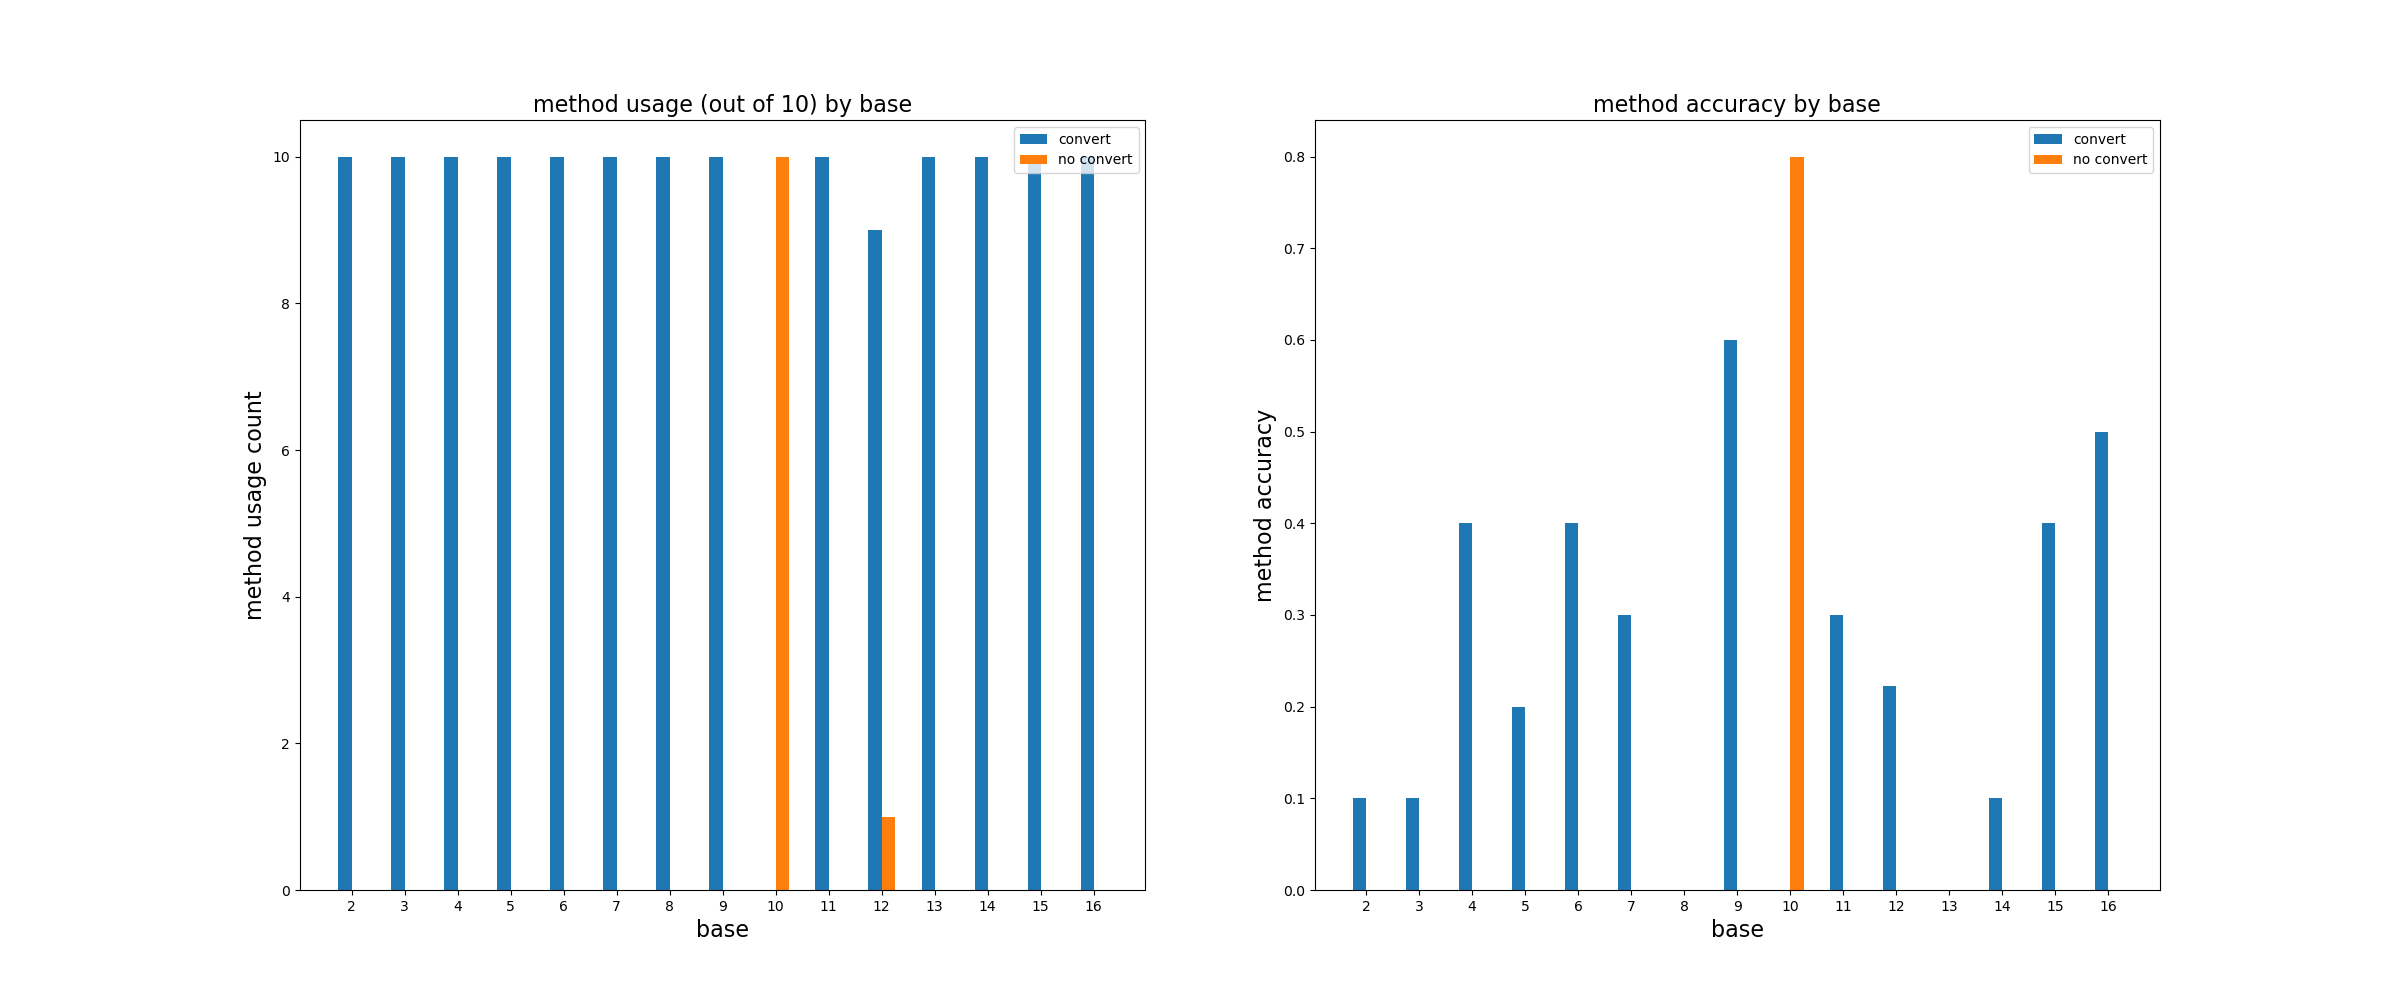 method usage (out of 10) by base
convert
no convert
10
8
6
4
2
0
method usage count
2 3 4 5 6 7 8 9 10 11 12 13 14 15 16
base
method accuracy by base
convert
no convert
0.8
0.7
0.6
0.5
0.4
0.3
0.2
0.1
0.0
method accuracy
2 3 4 5 6 7 8 9 10 11 12 13 14 15 16
base